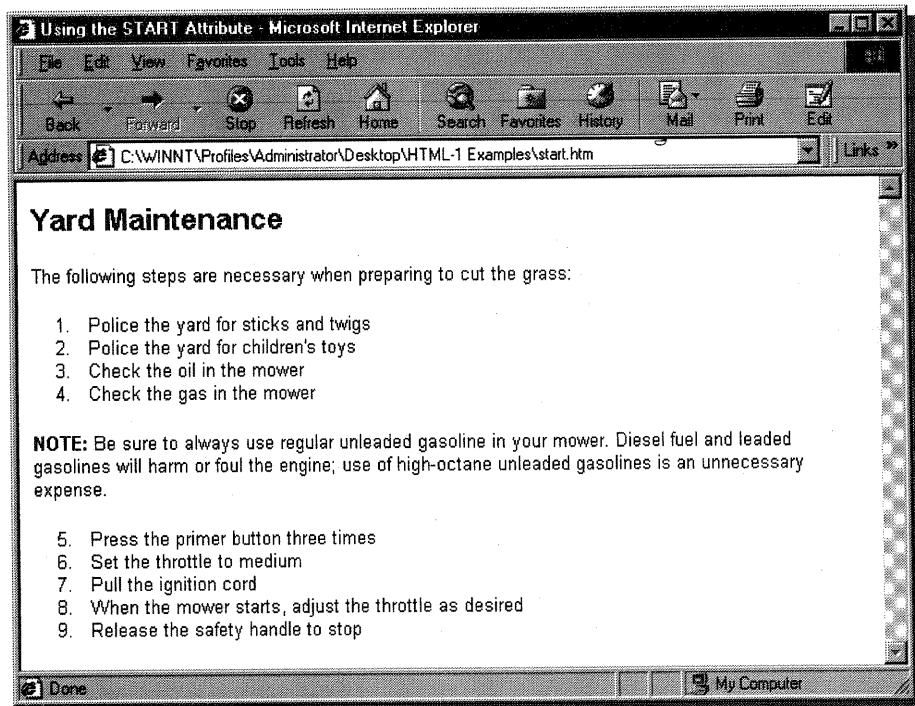 Using the START Attribute - Microsoft Internet Explorer
File Edit View Favorites Tools Help
Back Forward Stop Refresh Home Search Favorites History Mail Print Edit
Address C:\WINNT\Profiles\Administrator\Desktop\HTML-1 Examples\start.htm Links »
Yard Maintenance
The following steps are necessary when preparing to cut the grass:
1. Police the yard for sticks and twigs
2. Police the yard for children's toys
3. Check the oil in the mower
4. Check the gas in the mower
NOTE: Be sure to always use regular unleaded gasoline in your mower. Diesel fuel and leaded
gasolines will harm or foul the engine; use of high-octane unleaded gasolines is an unnecessary
expense.
5. Press the primer button three times
6. Set the throttle to medium
7. Pull the ignition cord
8. When the mower starts, adjust the throttle as desired
9. Release the safety handle to stop
Done My Computer